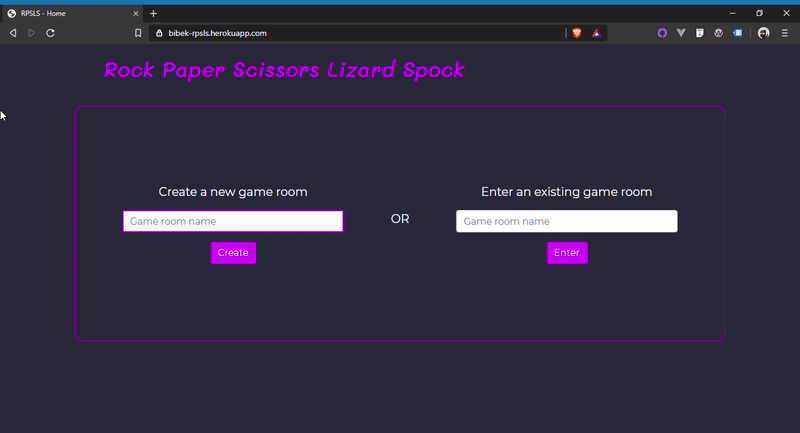 RPSLS - Home
bibek-rpsls.herokuapp.com
Rock Paper Scissors Lizard Spock
Create a new game room
Game room name
Create
OR
Enter an existing game room
Game room name
Enter